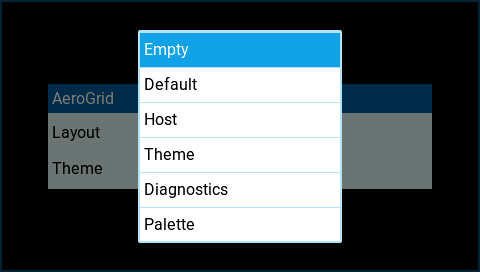 Empty
Default
AeroGrid
Host
Layout
Theme
Theme
Diagnostics
Palette